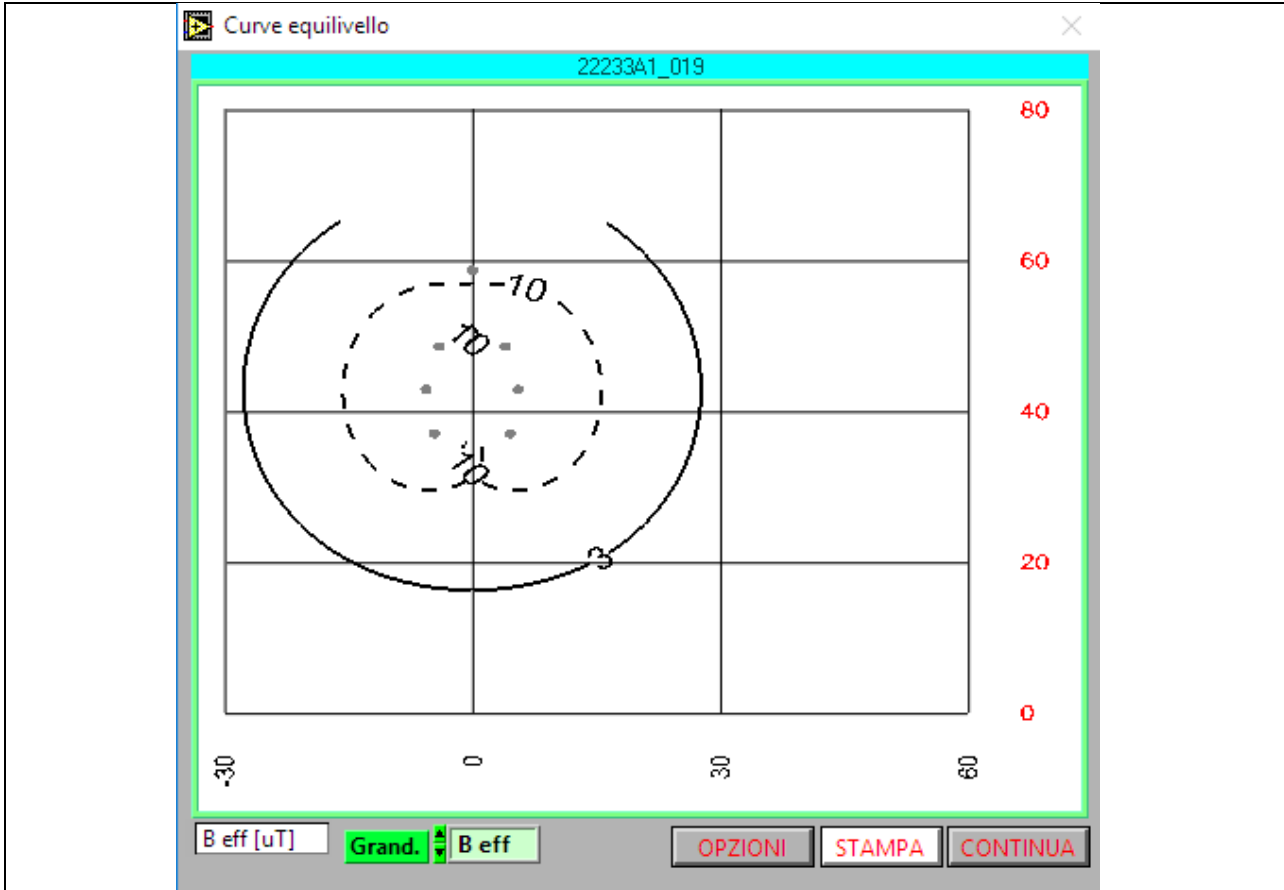 Curve equilivello
22233A1_019
80
60
-10
10
40
10
3
20
0
-30 0 30 60
B eff [uT] Grand. B eff OPZIONI STAMPA CONTINUA